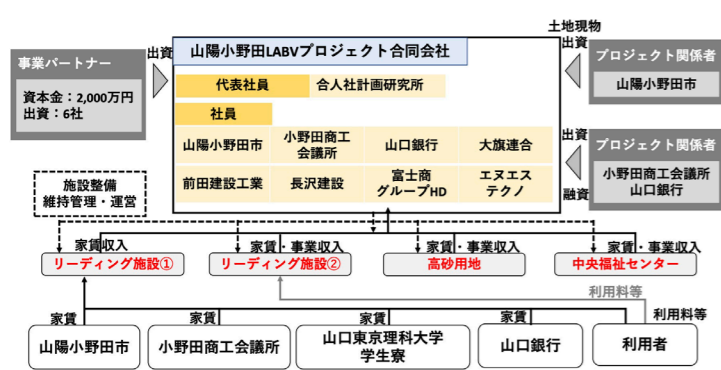 山陽小野田LABVプロジェクト合同会社
代表社員
合人社計画研究所
社員
山陽小野田市
小野田商工
会議所
山口銀行
大旗連合
前田建設工業
長沢建設
富士商
グループHD
エヌエス
テクノ
事業パートナー
資本金：2,000万円
出資：6社
出資
土地現物
出資
プロジェクト関係者
山陽小野田市
出資
融資
プロジェクト関係者
小野田商工会議所
山口銀行
施設整備
維持管理・運営
家賃収入
リーディング施設①
家賃・事業収入
リーディング施設②
家賃・事業収入
高砂用地
家賃・事業収入
中央福祉センター
利用料等
家賃
山陽小野田市
家賃
小野田商工会議所
家賃
山口東京理科大学
学生寮
家賃
山口銀行
利用料等
利用者